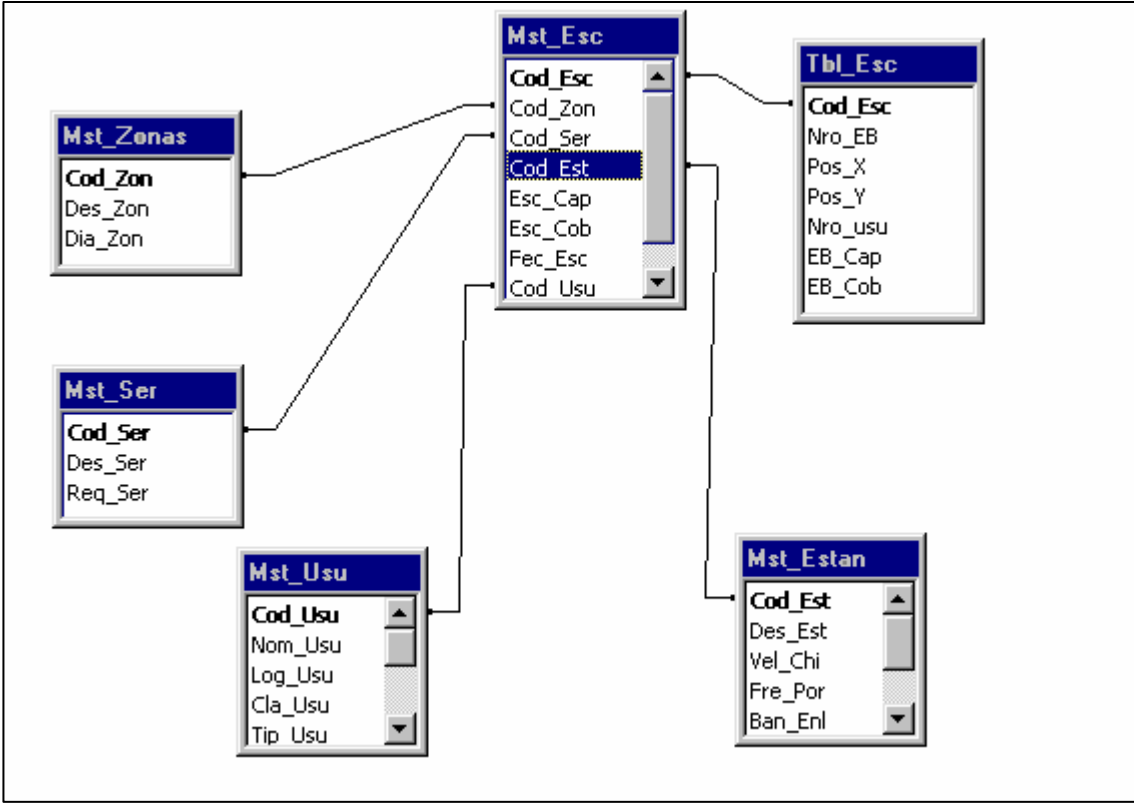 Mst_Esc
Cod_Esc
Cod_Zon
Cod_Ser
Cod_Est
Esc_Cap
Esc_Cob
Fec_Esc
Cod_Usu
Tbl_Esc
Cod_Esc
Nro_EB
Pos_X
Pos_Y
Nro_usu
EB_Cap
EB_Cob
Mst_Zonas
Cod_Zon
Des_Zon
Dia_Zon
Mst_Ser
Cod_Ser
Des_Ser
Req_Ser
Mst_Usu
Cod_Usu
Nom_Usu
Log_Usu
Cla_Usu
Tip_Usu
Mst_Estan
Cod_Est
Des_Est
Vel_Chi
Fre_Por
Ban_Enl